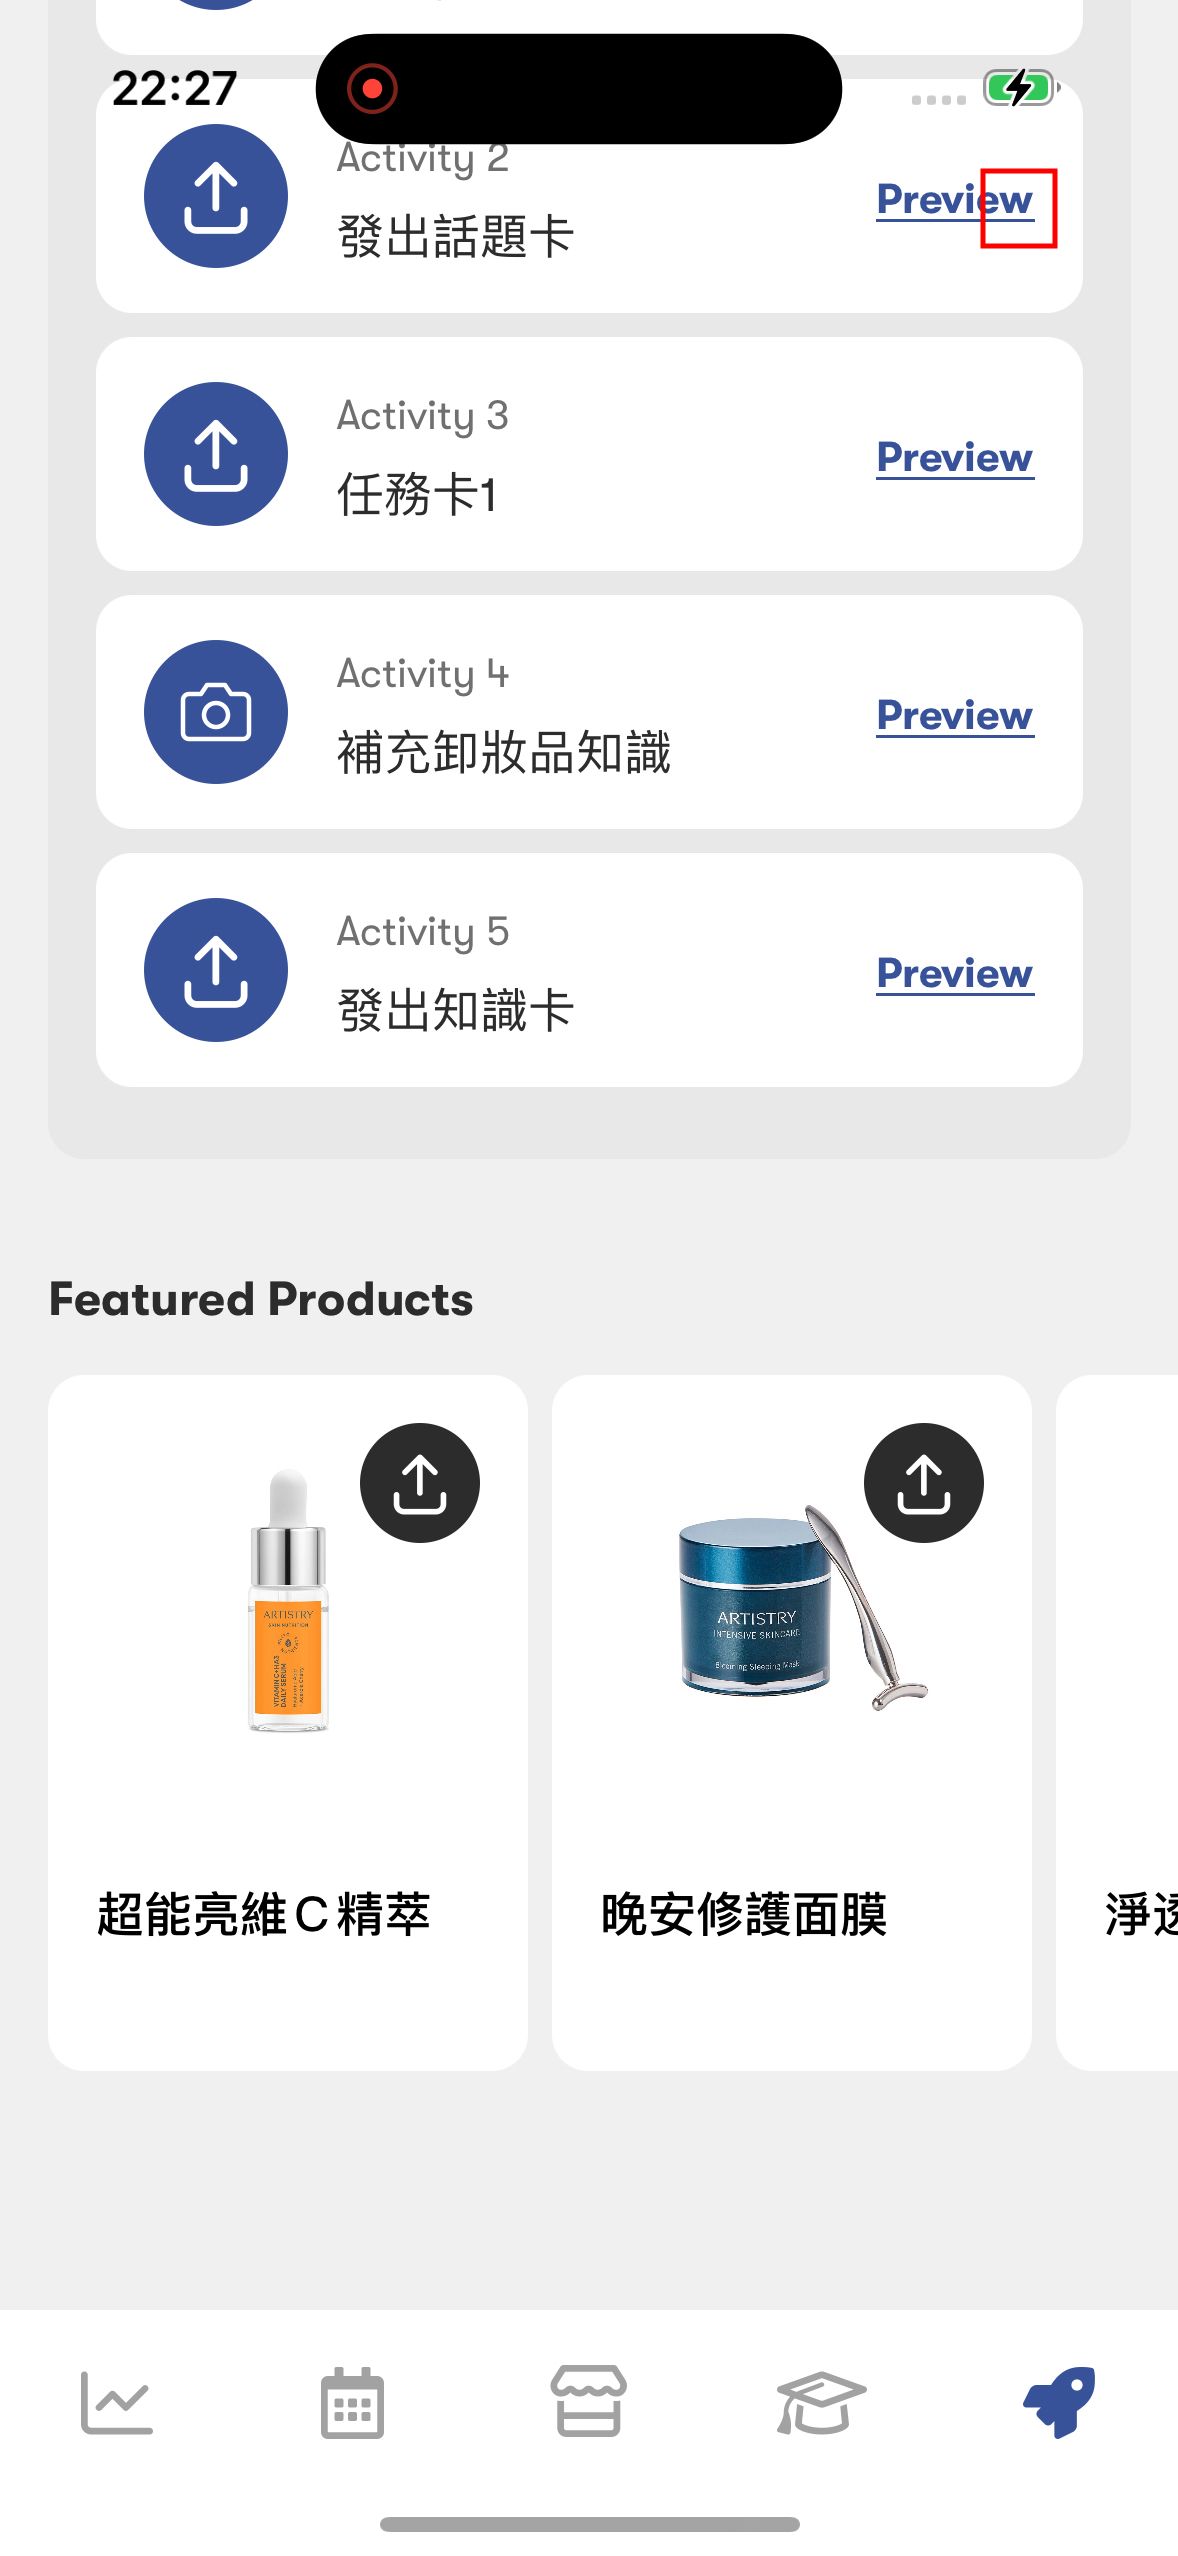 22:27
Activity 2
發出話題卡
Preview
Activity 3
任務卡1
Preview
Activity 4
補充卸妝品知識
Preview
Activity 5
發出知識卡
Preview
Featured Products
ARTISTRY
SKIN NUTRITION
VITAMIN C+HA3
DAILY SERUM
ARTISTRY
INTENSIVE SKINCARE
Sleeping Mask
超能亮維 C 精萃
晚安修護面膜
淨透